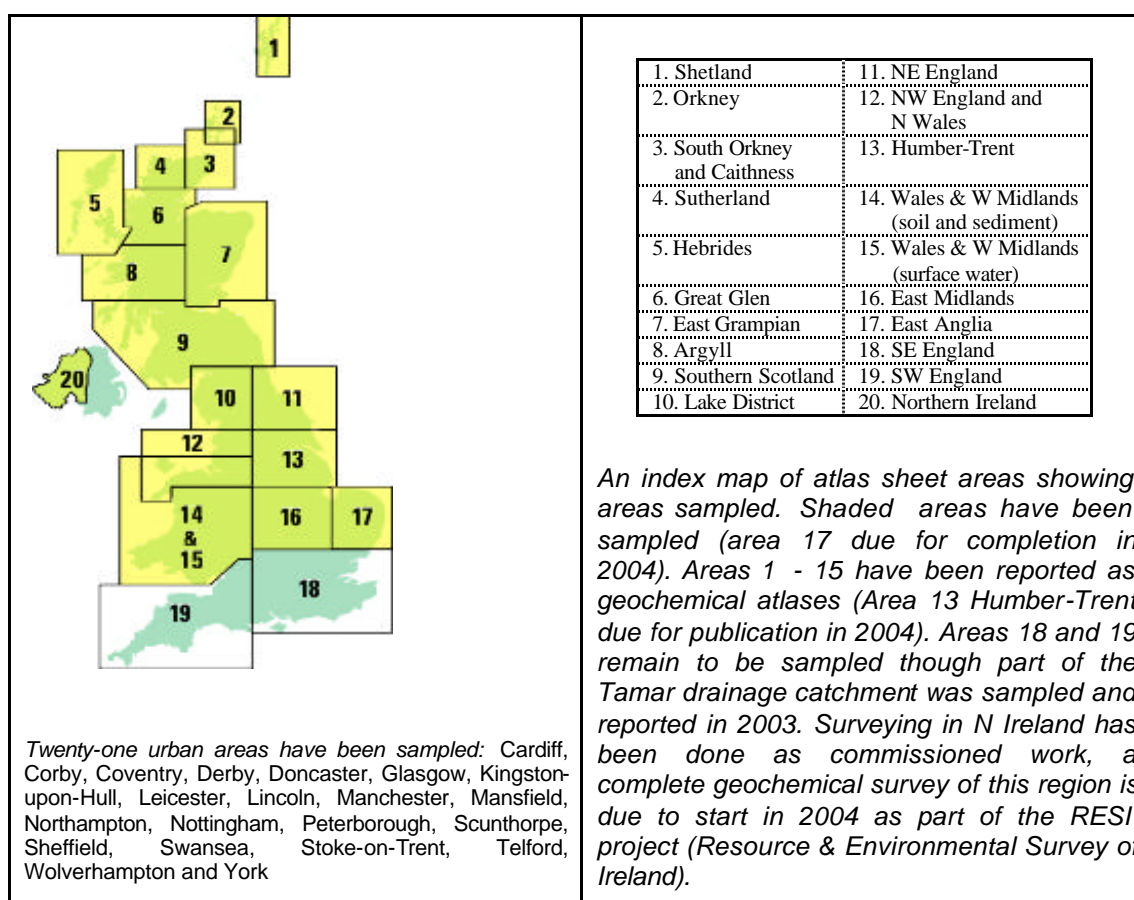 1
2
3
4
5
6
7
8
9
20
10
11
12
13
14
&
15
16
17
18
19
Twenty-one urban areas have been sampled: Cardiff,
Corby, Coventry, Derby, Doncaster, Glasgow, Kingston-
upon-Hull, Leicester, Lincoln, Manchester, Mansfield,
Northampton, Nottingham, Peterborough, Scunthorpe,
Sheffield, Swansea, Stoke-on-Trent, Telford,
Wolverhampton and York
1. Shetland 11. NE England
2. Orkney 12. NW England and
N Wales
3. South Orkney 13. Humber-Trent
and Caithness
4. Sutherland 14. Wales & W Midlands
(soil and sediment)
5. Hebrides 15. Wales & W Midlands
(surface water)
6. Great Glen 16. East Midlands
7. East Grampian 17. East Anglia
8. Argyll 18. SE England
9. Southern Scotland 19. SW England
10. Lake District 20. Northern Ireland
An index map of atlas sheet areas showing
areas sampled. Shaded areas have been
sampled (area 17 due for completion in
2004). Areas 1 - 15 have been reported as
geochemical atlases (Area 13 Humber-Trent
due for publication in 2004). Areas 18 and 19
remain to be sampled though part of the
Tamar drainage catchment was sampled and
reported in 2003. Surveying in N Ireland has
been done as commissioned work, a
complete geochemical survey of this region is
due to start in 2004 as part of the RESI
project (Resource & Environmental Survey of
Ireland).